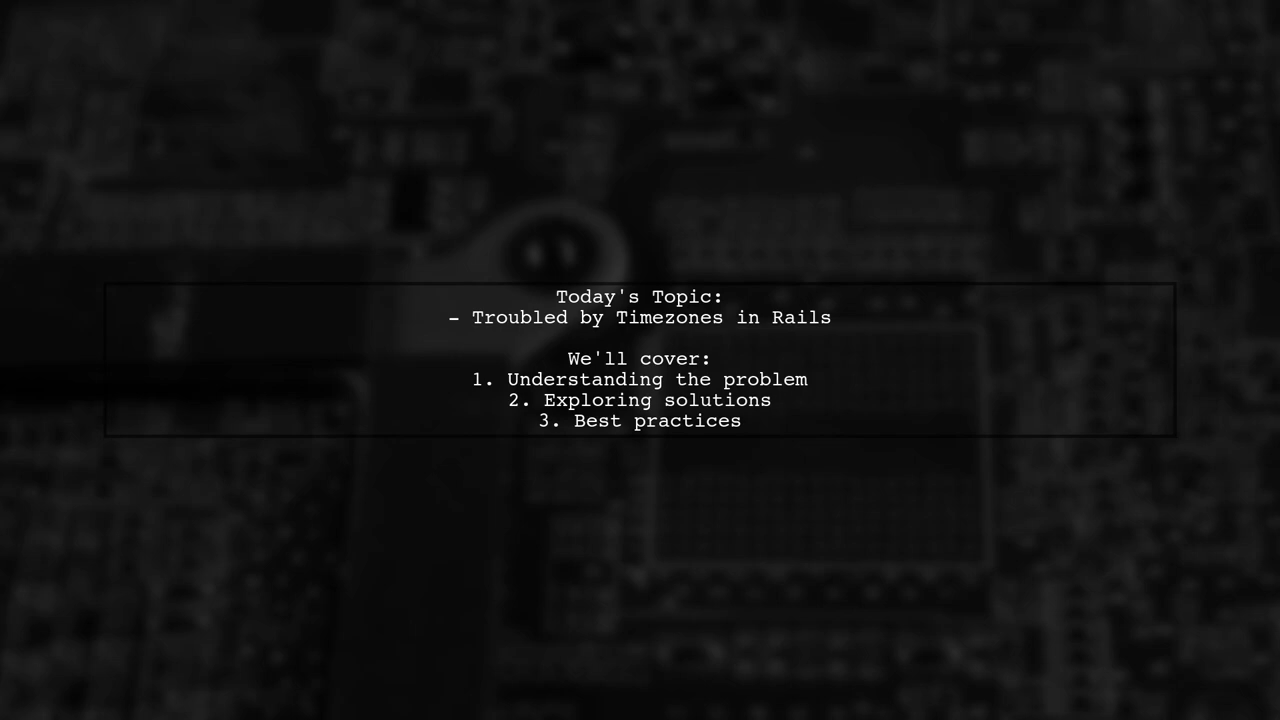 Today's Topic:
- Troubled by Timezones in Rails
We'll cover:
1. Understanding the problem
2. Exploring solutions
3. Best practices